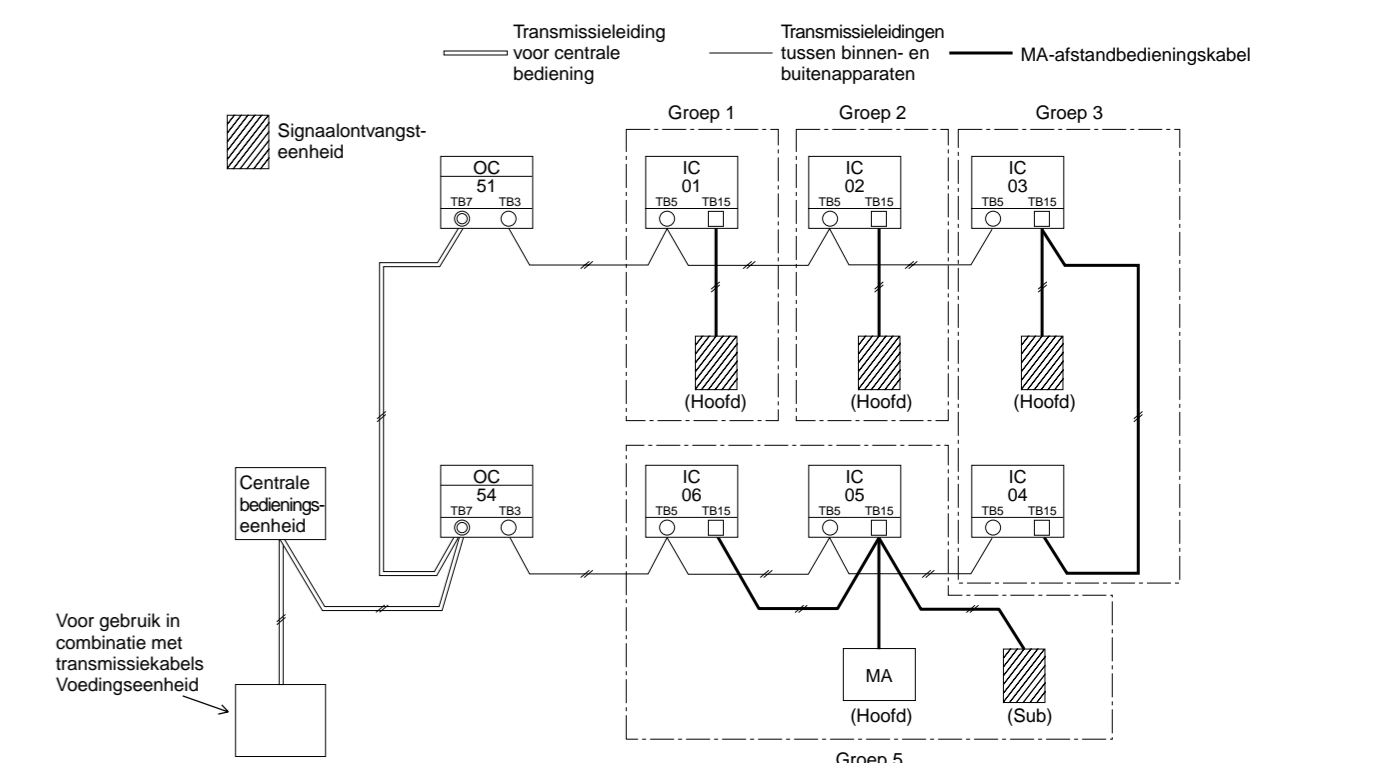 Transmissieleiding
voor centrale
bediening
Transmissieleidingen
tussen binnen- en
buitenapparaten
MA-afstandbedieningskabel
Signaalontvangst-
eenheid
Groep 1
Groep 2
Groep 3
OC
51
TB7 TB3
IC
01
TB5 TB15
IC
02
TB5 TB15
IC
03
TB5 TB15
(Hoofd)
(Hoofd)
(Hoofd)
Centrale
bedienings-
eenheid
OC
54
TB7 TB3
IC
06
TB5 TB15
IC
05
TB5 TB15
IC
04
TB5 TB15
Voor gebruik in
combinatie met
transmissiekabels
Voedingseenheid
MA
(Hoofd)
(Sub)
Groep 5